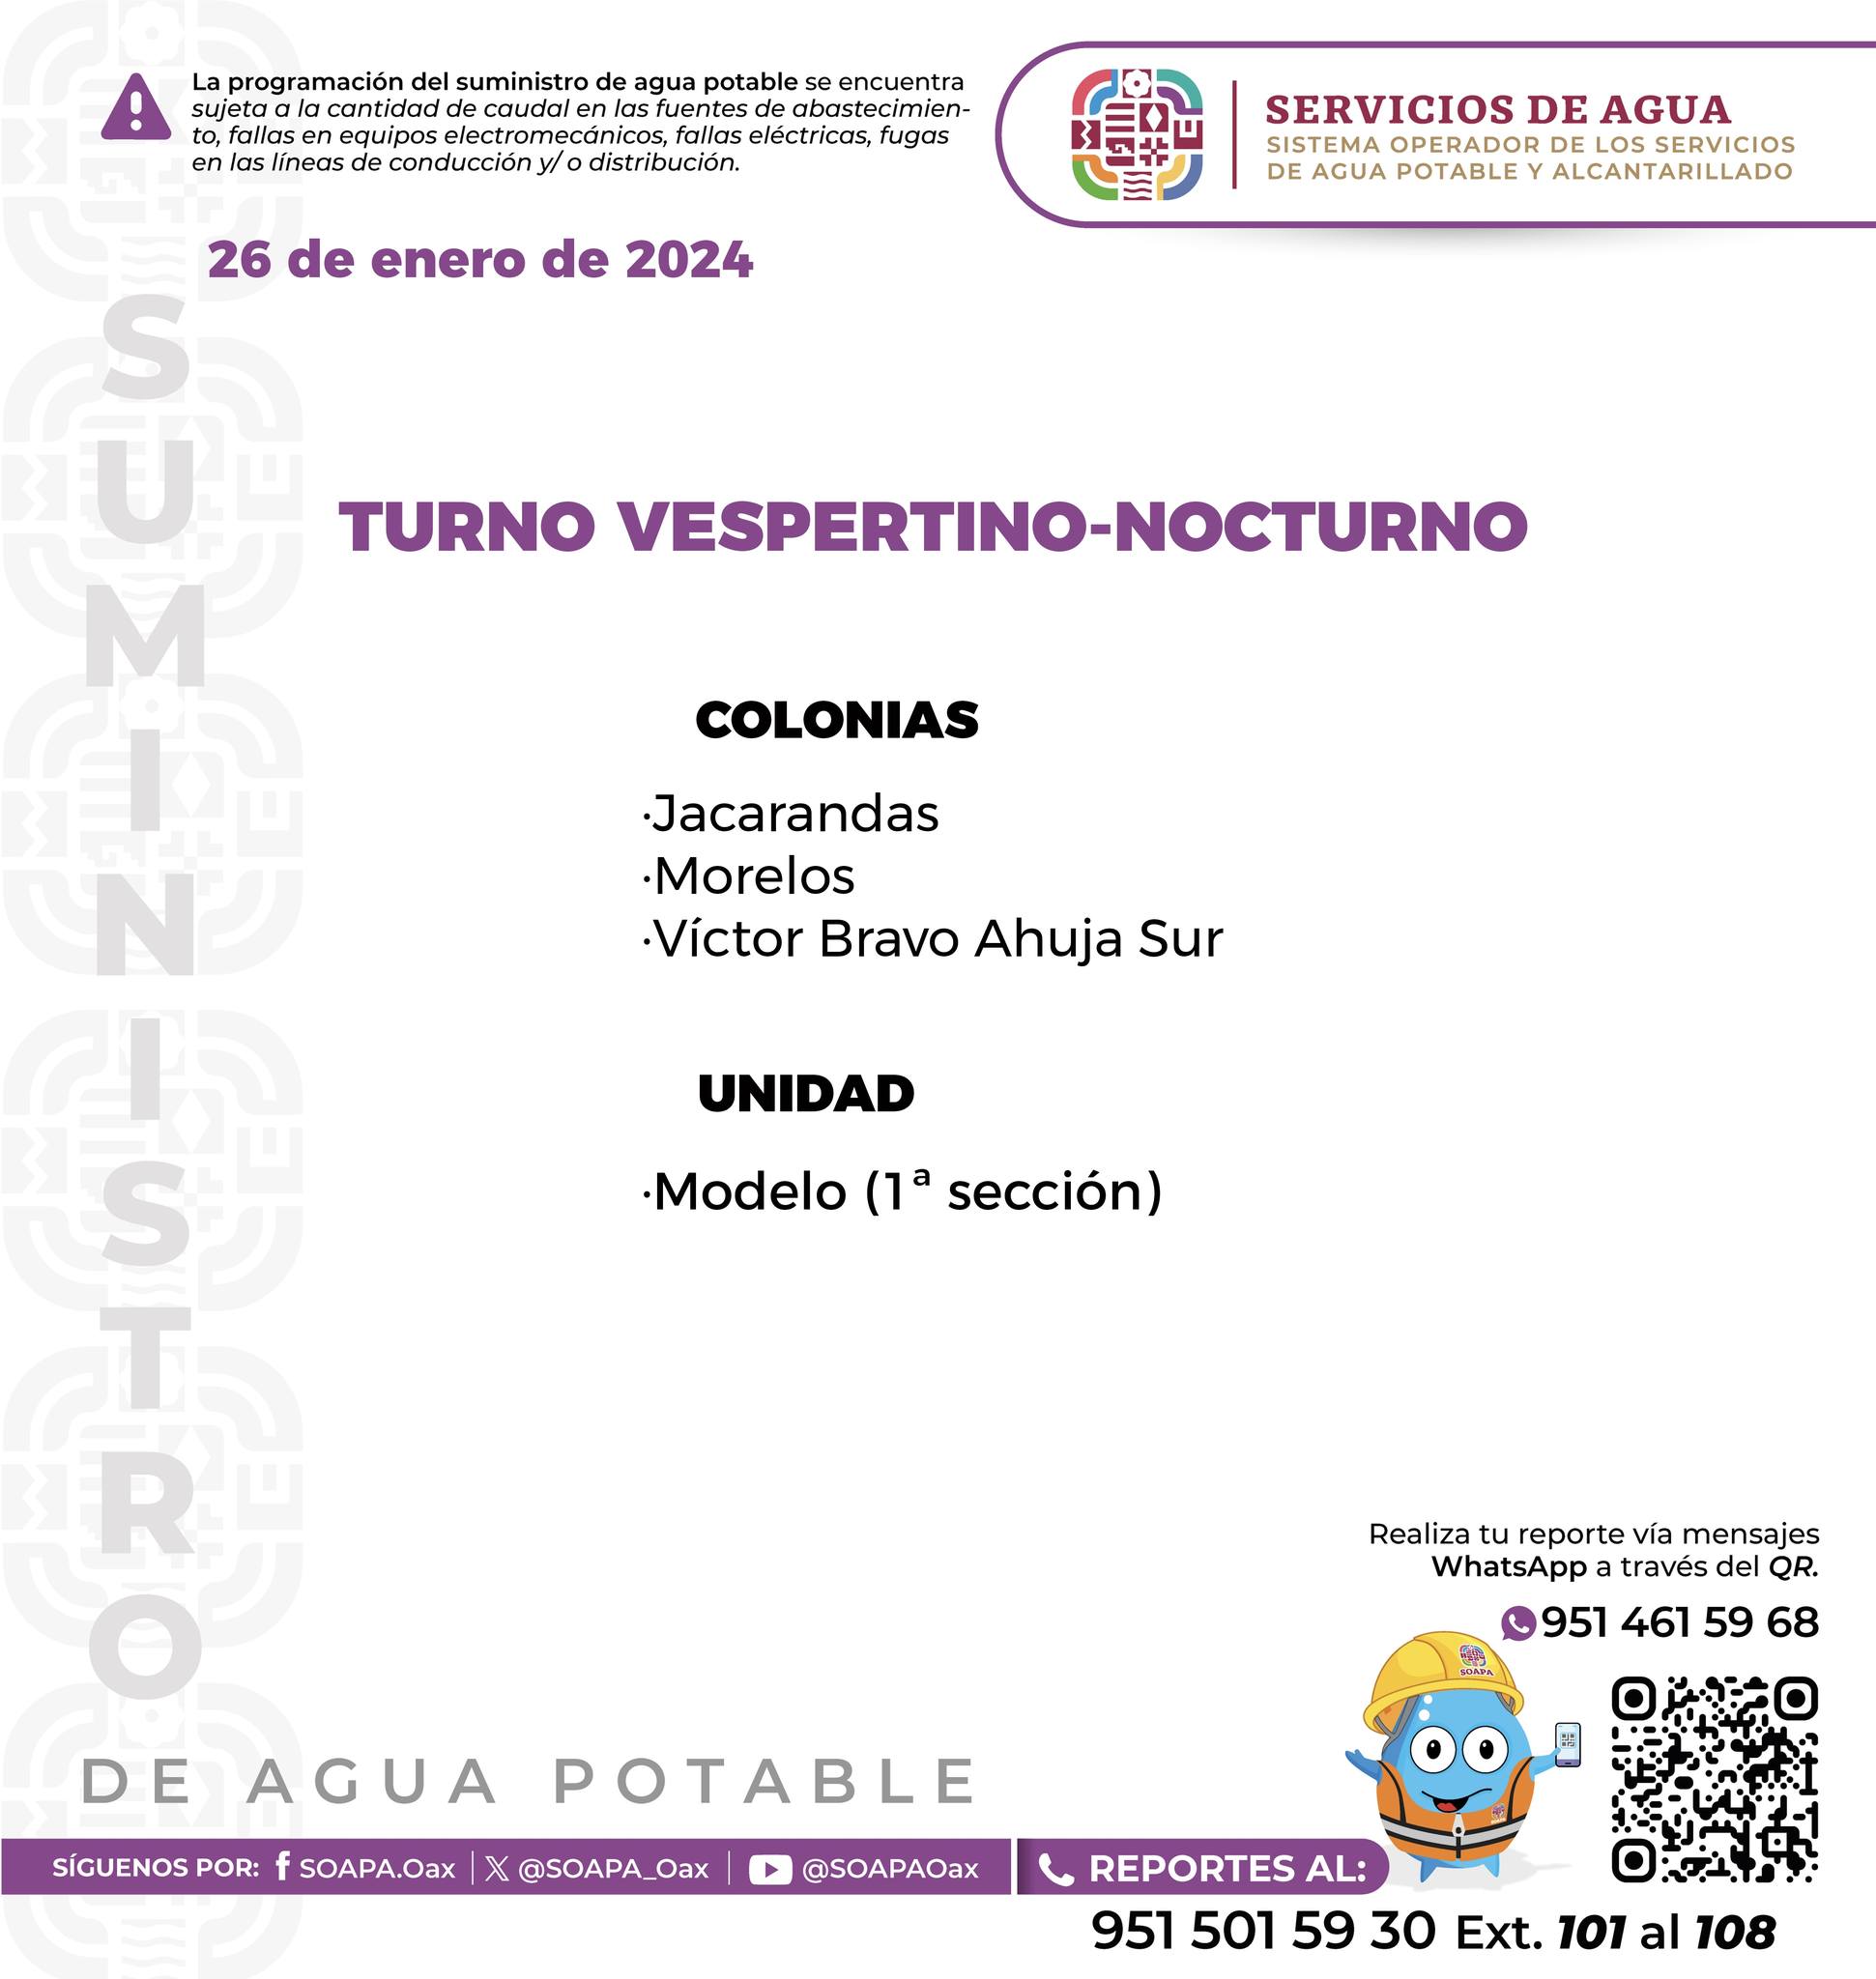 La programación del suministro de agua potable se encuentra
sujeta a la cantidad de caudal en las fuentes de abastecimien-
to, fallas en equipos electromecánicos, fallas eléctricas, fugas
en las líneas de conducción y/ o distribución.
SERVICIOS DE AGUA
SISTEMA OPERADOR DE LOS SERVICIOS
DE AGUA POTABLE Y ALCANTARILLADO
26 de enero de 2024
SUMINISTRO
TURNO VESPERTINO-NOCTURNO
COLONIAS
·Jacarandas
·Morelos
·Víctor Bravo Ahuja Sur
UNIDAD
·Modelo (1ª sección)
Realiza tu reporte vía mensajes
WhatsApp a través del QR.
951 461 59 68
SOAPA
DE AGUA POTABLE
SÍGUENOS POR: SOAPA.Oax @SOAPA_Oax @SOAPAOax
REPORTES AL:
951 501 59 30 Ext. 101 al 108